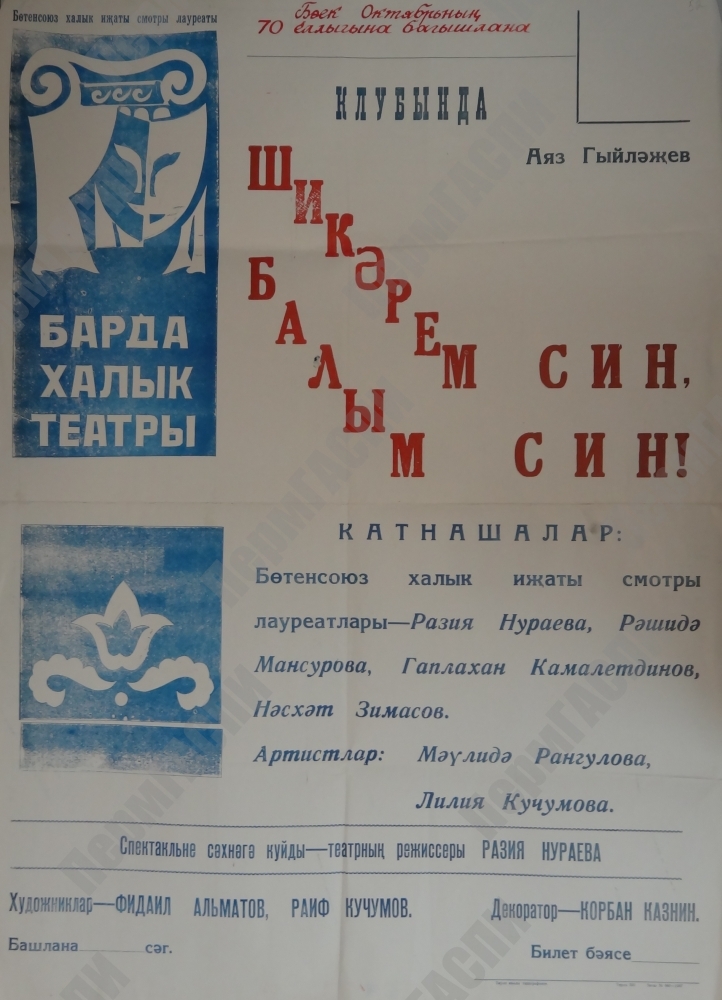 Бөтенсоюз халык иҗаты смотры лауреаты
Бөек Октябрьның
70 еллыгына багышлана
КЛУБЫНДА
Аяз Гыйләҗев
ШИКӘРЕМ СИН,
БАЛЫМ СИН!
БАРДА
ХАЛЫК
ТЕАТРЫ
КАТНАШАЛАР:
Бөтенсоюз халык иҗаты смотры
лауреатлары—Разия Нураева, Рәшидә
Мансурова, Гаплахан Камалетдинов,
Нәсхәт Зимасов.
Артистлар: Мәүлидә Рангулова,
Лилия Кучумова.
Спектакльне сәхнәгә куйды—театрның режиссеры РАЗИЯ НУРАЕВА
Художниклар—ФИДАИЛ АЛЬМАТОВ, РАИФ КУЧУМОВ.
Декоратор—КОРБАН КАЗНИН.
Башлана сәг.
Билет бәясе
ПермГАСПИ